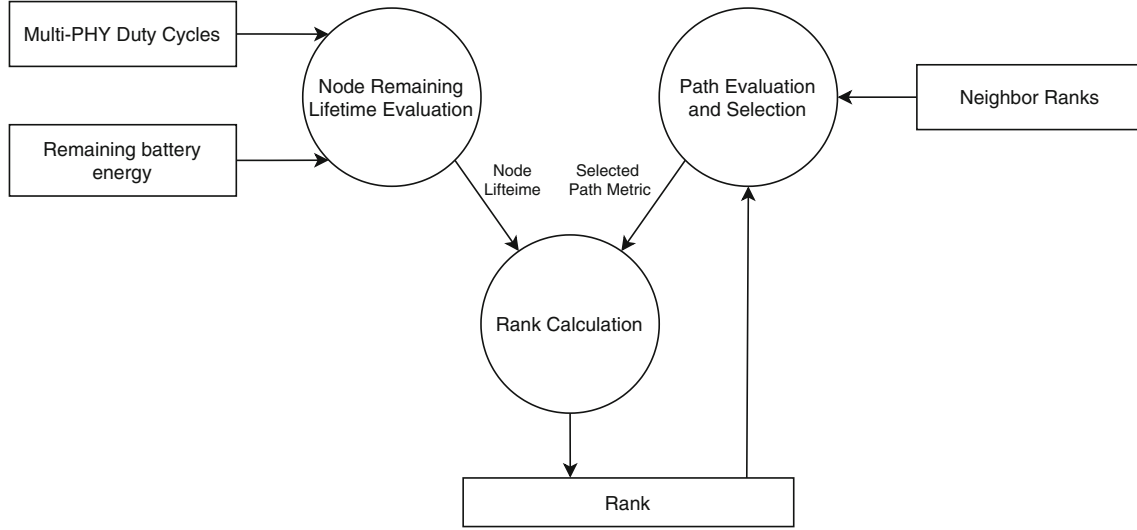 Multi-PHY Duty Cycles
Remaining battery
energy
Node Remaining
Lifetime Evaluation
Path Evaluation
and Selection
Neighbor Ranks
Node
Lifteime
Selected
Path Metric
Rank Calculation
Rank